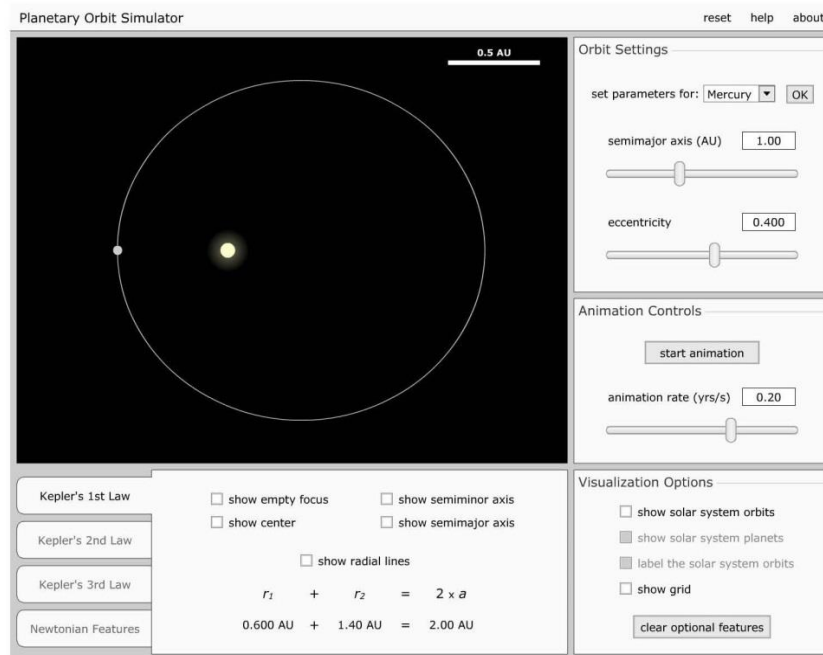 Planetary Orbit Simulator
reset help about
0.5 AU
Orbit Settings
set parameters for: Mercury OK
semimajor axis (AU) 1.00
eccentricity 0.400
Animation Controls
start animation
animation rate (yrs/s) 0.20
Kepler's 1st Law
Kepler's 2nd Law
Kepler's 3rd Law
Newtonian Features
show empty focus show semiminor axis
show center show semimajor axis
show radial lines
r₁ + r₂ = 2 x a
0.600 AU + 1.40 AU = 2.00 AU
Visualization Options
show solar system orbits
show solar system planets
label the solar system orbits
show grid
clear optional features